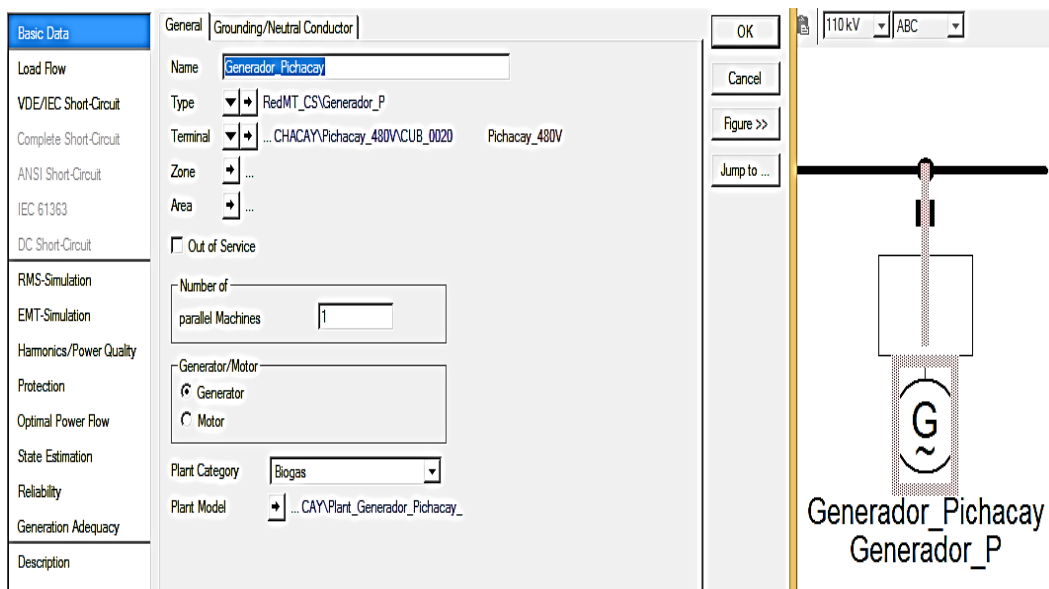 Basic Data
Load Flow
VDE/IEC Short-Circuit
Complete Short-Circuit
ANSI Short-Circuit
IEC 61363
DC Short-Circuit
RMS-Simulation
EMT-Simulation
Harmonics/Power Quality
Protection
Optimal Power Flow
State Estimation
Reliability
Generation Adequacy
Description
General Grounding/Neutral Conductor
Name Generador_Pichacay
Type RedMT_CS\Generador_P
Terminal ... CHACAY\Pichacay_480V\CUB_0020 Pichacay_480V
Zone ...
Area ...
Out of Service
Number of
parallel Machines 1
Generator/Motor
Generator
Motor
Plant Category Biogas
Plant Model ... CAY\Plant_Generador_Pichacay_
OK
Cancel
Figure >>
Jump to ...
110 kV ABC
G
~
Generador_Pichacay
Generador_P